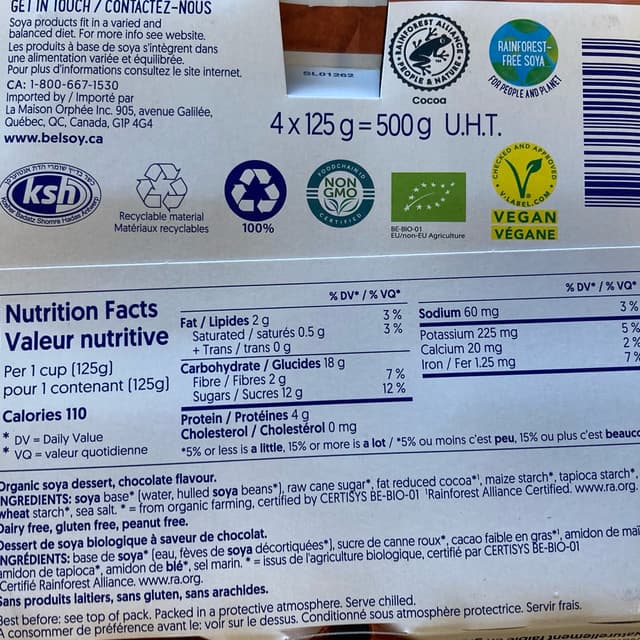 GET IN TOUCH / CONTACTEZ-NOUS
Soya products fit in a varied and
balanced diet. For more info see website.
Les produits à base de soya s'intègrent dans
une alimentation variée et équilibrée.
Pour plus d'informations consultez le site internet.
CA: 1-800-667-1530
Imported by / Importé par
La Maison Orphée Inc. 905, avenue Galilée,
Québec, QC, Canada, G1P 4G4
www.belsoy.ca
SL01262
RAINFOREST ALLIANCE
PEOPLE & NATURE
Cocoa
RAINFOREST-
FREE SOYA
FOR PEOPLE AND PLANET
4 x 125 g = 500 g U.H.T.
ksh
Recyclable material
Matériaux recyclables
100%
FOODCHAIN ID
NON
GMO
CERTIFIED
BE-BIO-01
EU/non-EU Agriculture
CHECKED AND APPROVED
V-LABEL.COM
VEGAN
VÉGANE
Nutrition Facts
Valeur nutritive
Per 1 cup (125g)
pour 1 contenant (125g)
Calories 110
* DV = Daily Value
* VQ = valeur quotidienne
% DV* / % VQ*
Fat / Lipides 2 g 3 %
Saturated / saturés 0.5 g 3 %
+ Trans / trans 0 g
Carbohydrate / Glucides 18 g
Fibre / Fibres 2 g 7 %
Sugars / Sucres 12 g 12 %
Protein / Protéines 4 g
Cholesterol / Cholestérol 0 mg
% DV* / % VQ*
Sodium 60 mg 3 %
Potassium 225 mg 5 %
Calcium 20 mg 2 %
Iron / Fer 1.25 mg 7 %
*5% or less is a little, 15% or more is a lot / *5% ou moins c'est peu, 15% ou plus c'est beauco
Organic soya dessert, chocolate flavour.
INGREDIENTS: soya base* (water, hulled soya beans*), raw cane sugar*, fat reduced cocoa*¹, maize starch*, tapioca starch*,
wheat starch*, sea salt. * = from organic farming, certified by CERTISYS BE-BIO-01 ¹Rainforest Alliance Certified. www.ra.org.
Dairy free, gluten free, peanut free.
Dessert de soya biologique à saveur de chocolat.
INGRÉDIENTS: base de soya* (eau, fèves de soya décortiquées*), sucre de canne roux*, cacao faible en gras*¹, amidon de maï
amidon de tapioca*, amidon de blé*, sel marin. * = issus de l'agriculture biologique, certifié par CERTISYS BE-BIO-01
Certifié Rainforest Alliance. www.ra.org.
Sans produits laitiers, sans gluten, sans arachides.
Best before: see top of pack. Packed in a protective atmosphere. Serve chilled.
À consommer de préférence avant le: voir sur le dessus. Conditionné sous atmosphère protectrice. Servir frais.